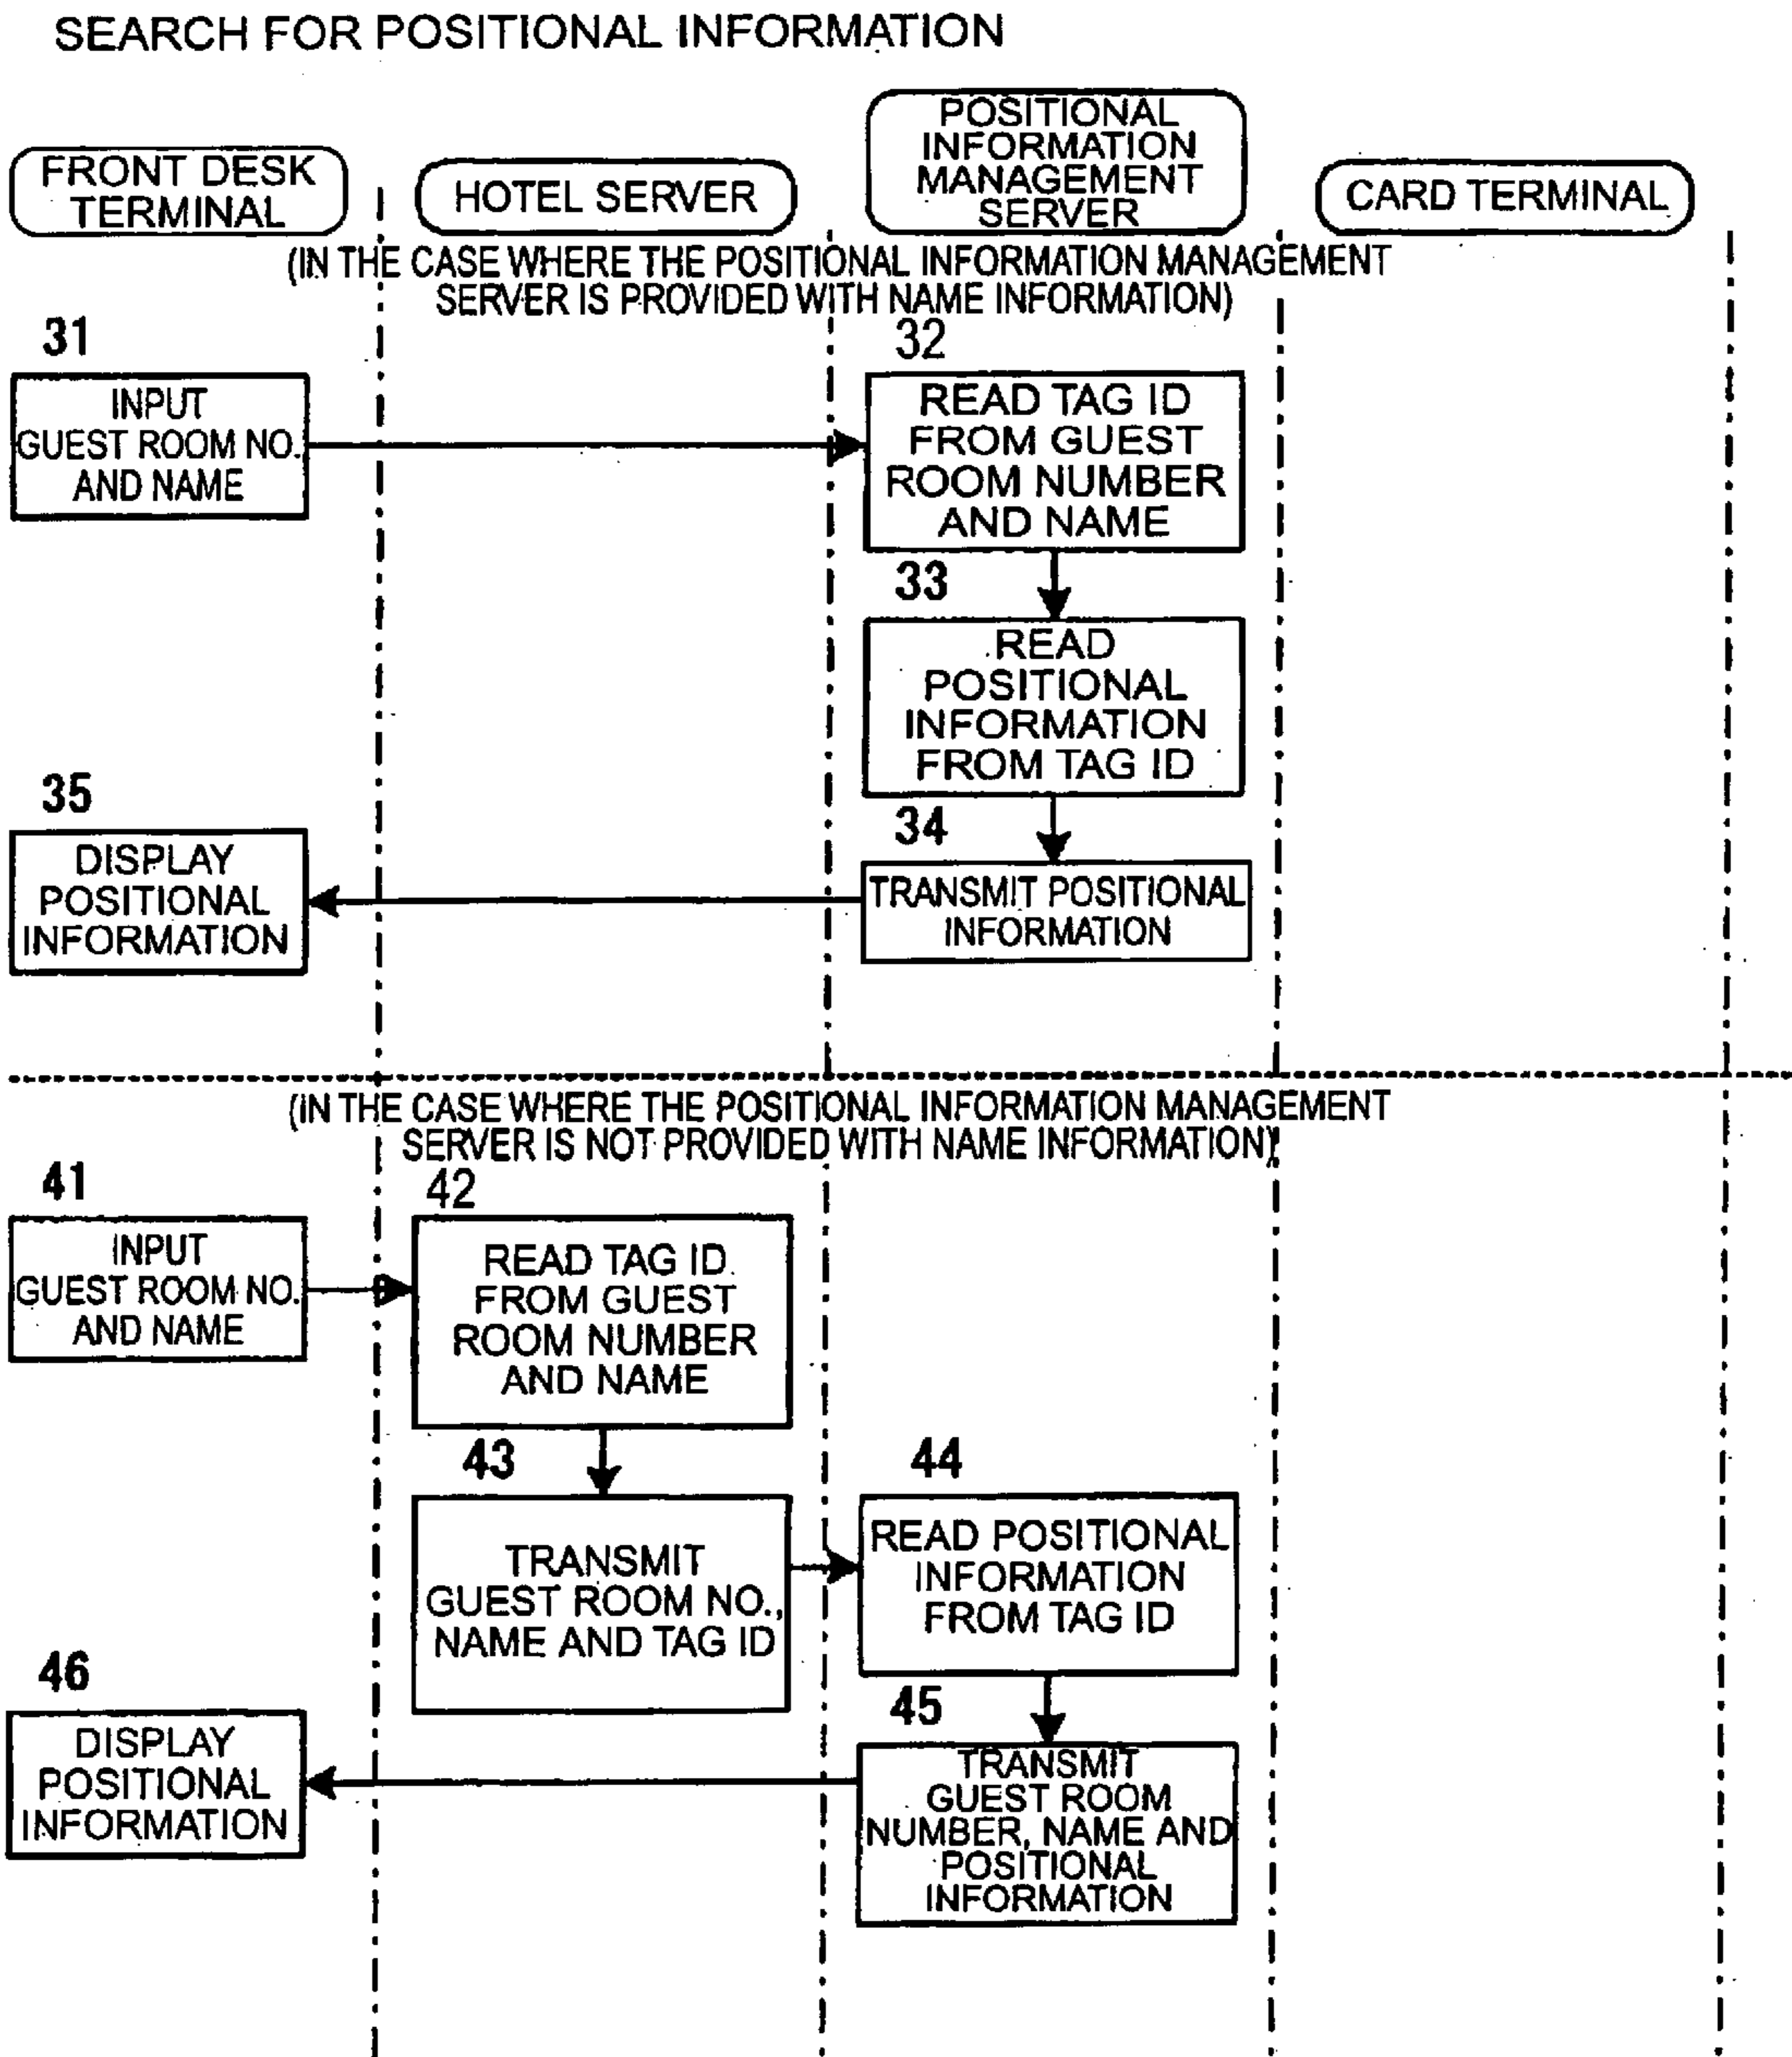 SEARCH FOR POSITIONAL INFORMATION
FRONT DESK
TERMINAL
HOTEL SERVER
POSITIONAL
INFORMATION
MANAGEMENT
SERVER
CARD TERMINAL
(IN THE CASE WHERE THE POSITIONAL INFORMATION MANAGEMENT
SERVER IS PROVIDED WITH NAME INFORMATION)
31
INPUT
GUEST ROOM NO.
AND NAME
32
READ TAG ID
FROM GUEST
ROOM NUMBER
AND NAME
33
READ
POSITIONAL
INFORMATION
FROM TAG ID
34
TRANSMIT POSITIONAL
INFORMATION
35
DISPLAY
POSITIONAL
INFORMATION
(IN THE CASE WHERE THE POSITIONAL INFORMATION MANAGEMENT
SERVER IS NOT PROVIDED WITH NAME INFORMATION)
41
INPUT
GUEST ROOM NO.
AND NAME
42
READ TAG ID
FROM GUEST
ROOM NUMBER
AND NAME
43
TRANSMIT
GUEST ROOM NO.,
NAME AND TAG ID
44
READ POSITIONAL
INFORMATION
FROM TAG ID
45
TRANSMIT
GUEST ROOM
NUMBER, NAME AND
POSITIONAL
INFORMATION
46
DISPLAY
POSITIONAL
INFORMATION